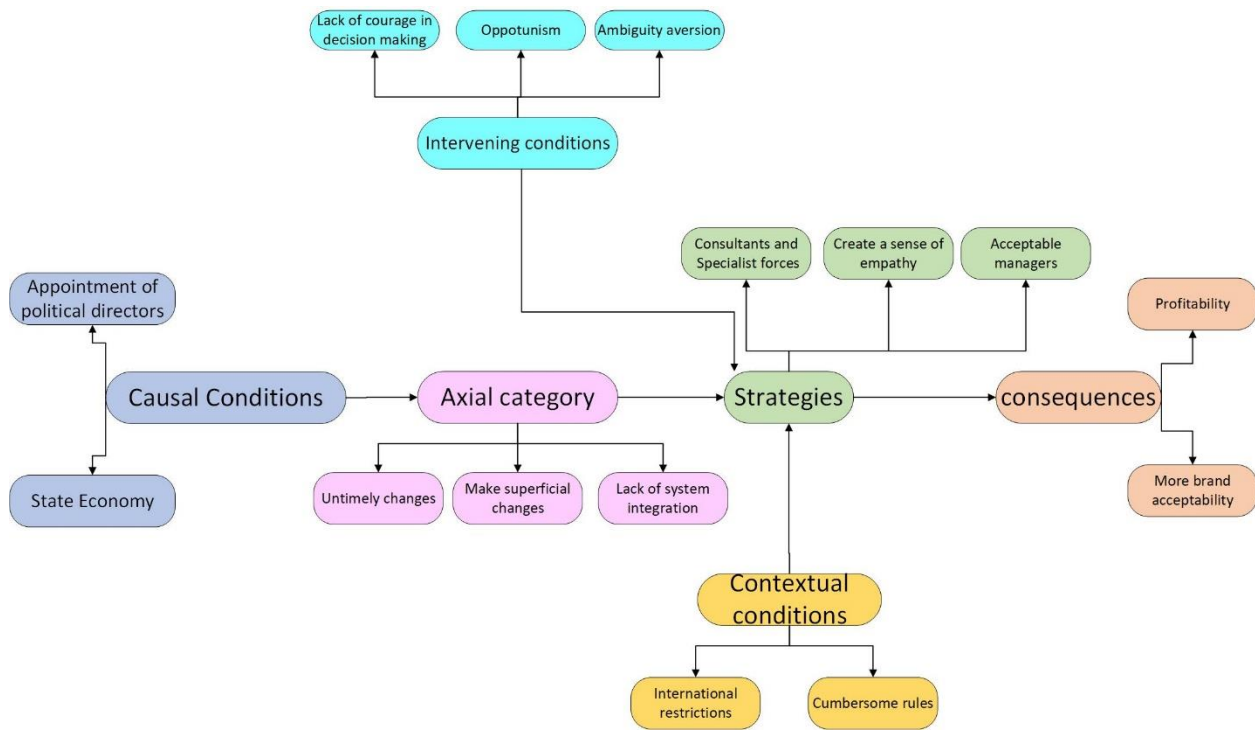 Lack of courage in
decision making
Oppotunism
Ambiguity aversion
Intervening conditions
Consultants and
Specialist forces
Create a sense of
empathy
Acceptable
managers
Appointment of
political directors
Profitability
Causal Conditions
Axial category
Strategies
consequences
State Economy
Untimely changes
Make superficial
changes
Lack of system
integration
More brand
acceptability
Contextual
conditions
International
restrictions
Cumbersome rules